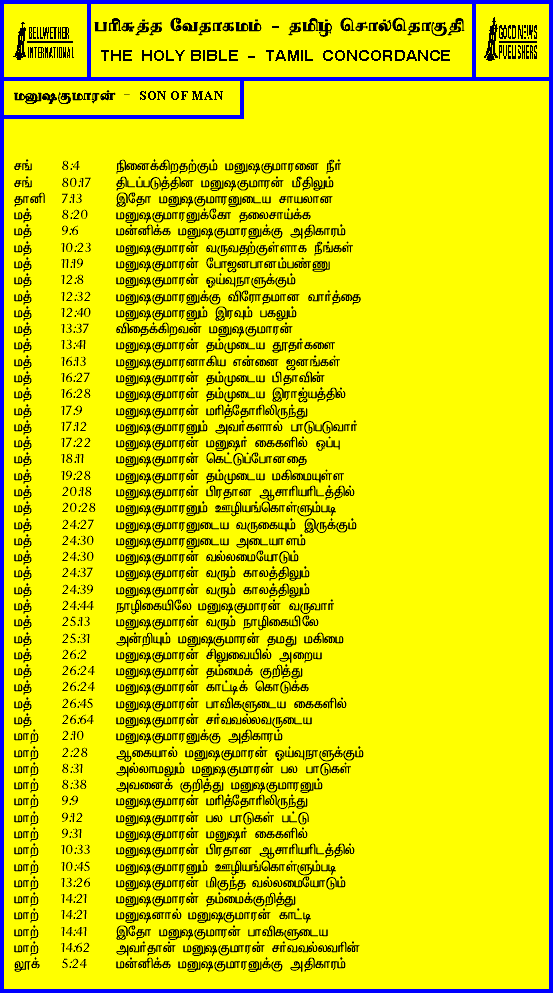 BELLWETHER
INTERNATIONAL
பரிசுத்த வேதாகமம் - தமிழ் சொல்தொகுதி
THE HOLY BIBLE - TAMIL CONCORDANCE
GOOD NEWS
PUBLISHERS
மனுஷகுமாரன் - SON OF MAN
சங் 8:4 நினைக்கிறதற்கும் மனுஷகுமாரனை நீர்
சங் 80:17 திடப்படுத்தின மனுஷகுமாரன் மீதிலும்
தானி 7:13 இதோ மனுஷகுமாரனுடைய சாயலான
மத் 8:20 மனுஷகுமாரனுக்கோ தலைசாய்க்க
மத் 9:6 மன்னிக்க மனுஷகுமாரனுக்கு அதிகாரம்
மத் 10:23 மனுஷகுமாரன் வருவதற்குள்ளாக நீங்கள்
மத் 11:19 மனுஷகுமாரன் போஜனபானம்பண்ணு
மத் 12:8 மனுஷகுமாரன் ஓய்வுநாளுக்கும்
மத் 12:32 மனுஷகுமாரனுக்கு விரோதமான வார்த்தை
மத் 12:40 மனுஷகுமாரனும் இரவும் பகலும்
மத் 13:37 விதைக்கிறவன் மனுஷகுமாரன்
மத் 13:41 மனுஷகுமாரன் தம்முடைய தூதர்களை
மத் 16:13 மனுஷகுமாரனாகிய என்னை ஜனங்கள்
மத் 16:27 மனுஷகுமாரன் தம்முடைய பிதாவின்
மத் 16:28 மனுஷகுமாரன் தம்முடைய இராஜ்யத்தில்
மத் 17:9 மனுஷகுமாரன் மரித்தோரிலிருந்து
மத் 17:12 மனுஷகுமாரனும் அவர்களால் பாடுபடுவார்
மத் 17:22 மனுஷகுமாரன் மனுஷர் கைகளில் ஒப்பு
மத் 18:11 மனுஷகுமாரன் கெட்டுப்போனதை
மத் 19:28 மனுஷகுமாரன் தம்முடைய மகிமையுள்ள
மத் 20:18 மனுஷகுமாரன் பிரதான ஆசாரியரிடத்தில்
மத் 20:28 மனுஷகுமாரனும் ஊழியங்கொள்ளும்படி
மத் 24:27 மனுஷகுமாரனுடைய வருகையும் இருக்கும்
மத் 24:30 மனுஷகுமாரனுடைய அடையாளம்
மத் 24:30 மனுஷகுமாரன் வல்லமையோடும்
மத் 24:37 மனுஷகுமாரன் வரும் காலத்திலும்
மத் 24:39 மனுஷகுமாரன் வரும் காலத்திலும்
மத் 24:44 நாழிகையிலே மனுஷகுமாரன் வருவார்
மத் 25:13 மனுஷகுமாரன் வரும் நாழிகையிலே
மத் 25:31 அன்றியும் மனுஷகுமாரன் தமது மகிமை
மத் 26:2 மனுஷகுமாரன் சிலுவையில் அறைய
மத் 26:24 மனுஷகுமாரன் தம்மைக் குறித்து
மத் 26:24 மனுஷகுமாரன் காட்டிக் கொடுக்க
மத் 26:45 மனுஷகுமாரன் பாவிகளுடைய கைகளில்
மத் 26:64 மனுஷகுமாரன் சர்வவல்லவருடைய
மாற் 2:10 மனுஷகுமாரனுக்கு அதிகாரம்
மாற் 2:28 ஆகையால் மனுஷகுமாரன் ஓய்வுநாளுக்கும்
மாற் 8:31 அல்லாமலும் மனுஷகுமாரன் பல பாடுகள்
மாற் 8:38 அவனைக் குறித்து மனுஷகுமாரனும்
மாற் 9:9 மனுஷகுமாரன் மரித்தோரிலிருந்து
மாற் 9:12 மனுஷகுமாரன் பல பாடுகள் பட்டு
மாற் 9:31 மனுஷகுமாரன் மனுஷர் கைகளில்
மாற் 10:33 மனுஷகுமாரன் பிரதான ஆசாரியரிடத்தில்
மாற் 10:45 மனுஷகுமாரனும் ஊழியங்கொள்ளும்படி
மாற் 13:26 மனுஷகுமாரன் மிகுந்த வல்லமையோடும்
மாற் 14:21 மனுஷகுமாரன் தம்மைக்குறித்து
மாற் 14:21 மனுஷனால் மனுஷகுமாரன் காட்டி
மாற் 14:41 இதோ மனுஷகுமாரன் பாவிகளுடைய
மாற் 14:62 அவர்தான் மனுஷகுமாரன் சர்வவல்லவரின்
லூக் 5:24 மன்னிக்க மனுஷகுமாரனுக்கு அதிகாரம்